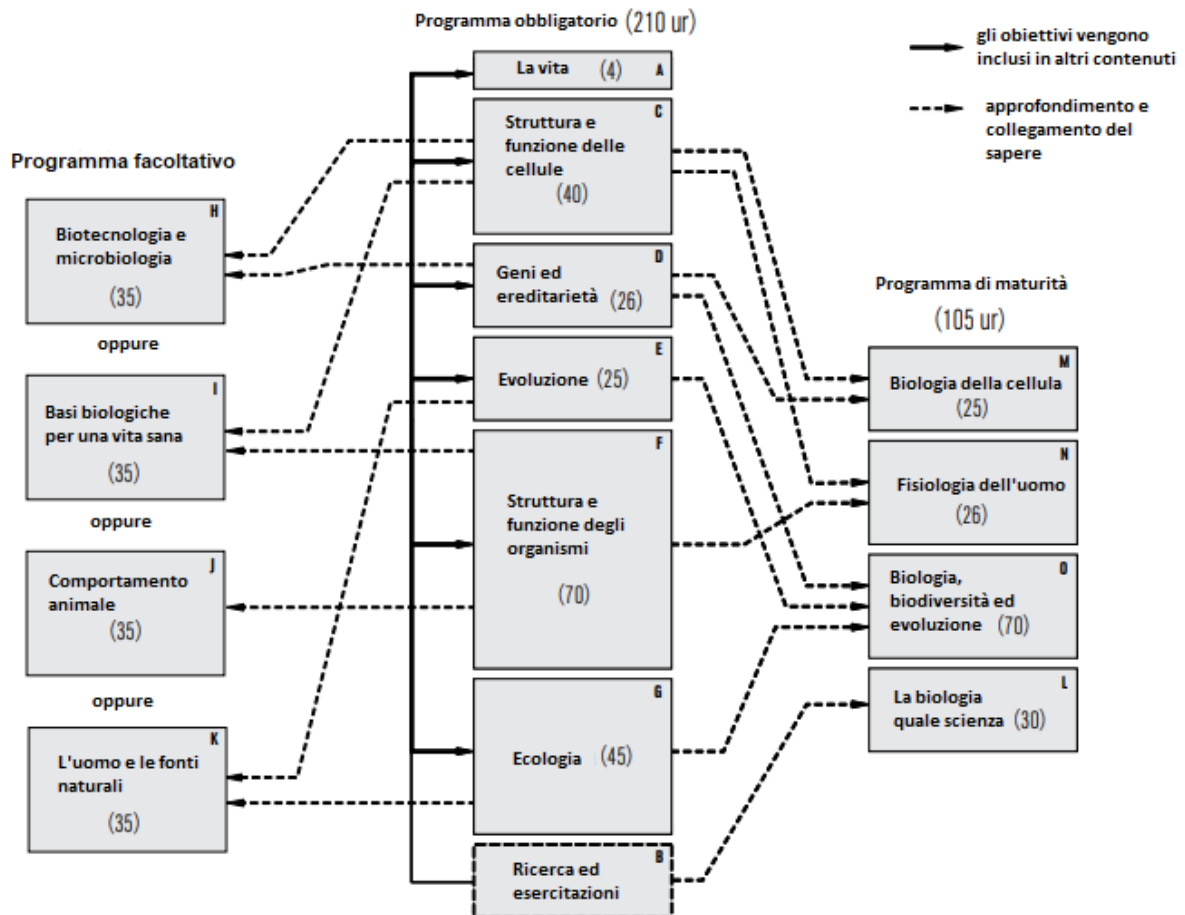 Programma obbligatorio (210 ur)
gli obiettivi vengono
inclusi in altri contenuti
approfondimento e
collegamento del
sapere
La vita (4) A
C
Struttura e
funzione delle
cellule
(40)
D
Geni ed
ereditarietà (26)
E
Evoluzione (25)
F
Struttura e
funzione degli
organismi
(70)
G
Ecologia (45)
B
Ricerca ed
esercitazioni
Programma facoltativo
H
Biotecnologia e
microbiologia
(35)
oppure
I
Basi biologiche
per una vita sana
(35)
oppure
J
Comportamento
animale
(35)
oppure
K
L'uomo e le fonti
naturali
(35)
Programma di maturità
(105 ur)
M
Biologia della cellula
(25)
N
Fisiologia dell'uomo
(26)
O
Biologia,
biodiversità ed
evoluzione (70)
L
La biologia
quale scienza (30)